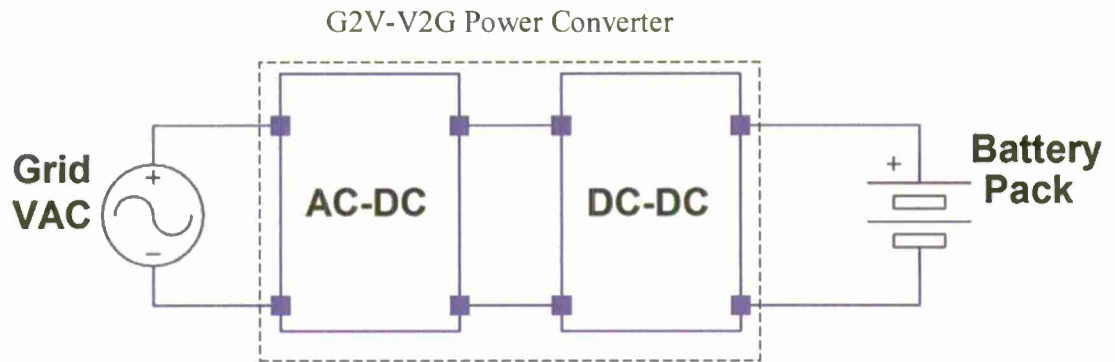 G2V-V2G Power Converter
Grid
VAC
+
−
AC-DC
DC-DC
+
Battery
Pack